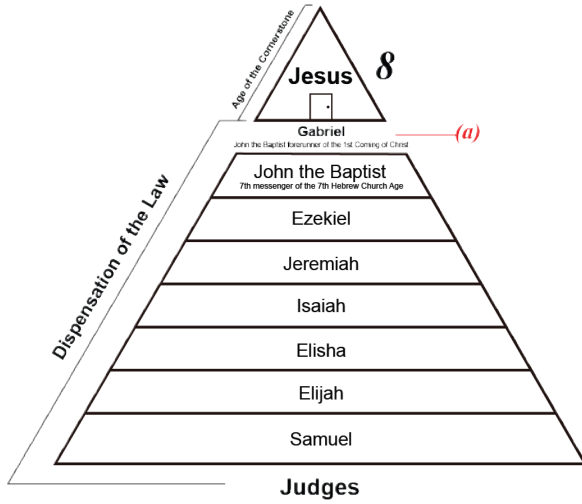 Age of the Cornerstone
Jesus
8
Gabriel
John the Baptist forerunner of the 1st Coming of Christ
(a)
John the Baptist
7th messenger of the 7th Hebrew Church Age
Ezekiel
Jeremiah
Isaiah
Elisha
Elijah
Samuel
Dispensation of the Law
Judges